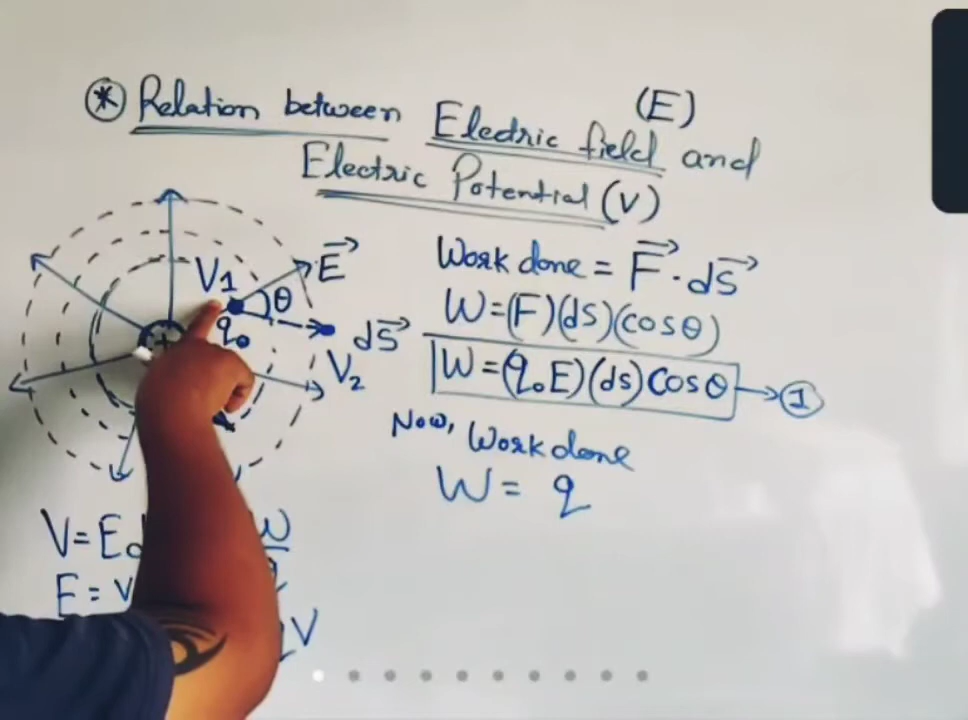 * Relation between Electric field (E) and
Electric Potential (V)
V1
E⃗
θ
q₀
dS⃗
V₂
+
Work done = F⃗ · dS⃗
W = (F)(ds)(cosθ)
W = (q₀E)(ds) Cosθ → 1
Now, Work done
W = q
V = E
W
E = V
V